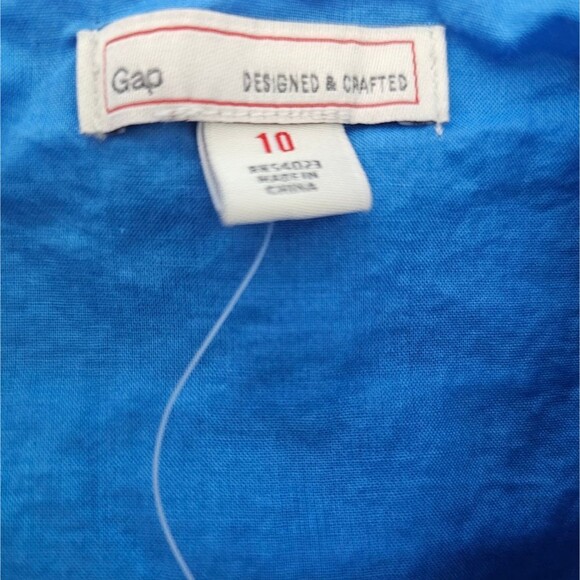 Gap DESIGNED & CRAFTED
10
MADE IN
CHINA